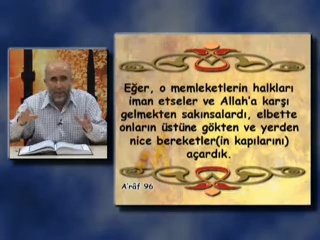 Eğer, o memleketlerin halkları
iman etseler ve Allah'a karşı
gelmekten sakınsalardı, elbette
onların üstüne gökten ve yerden
nice bereketler(in kapılarını)
açardık.
A'râf 96